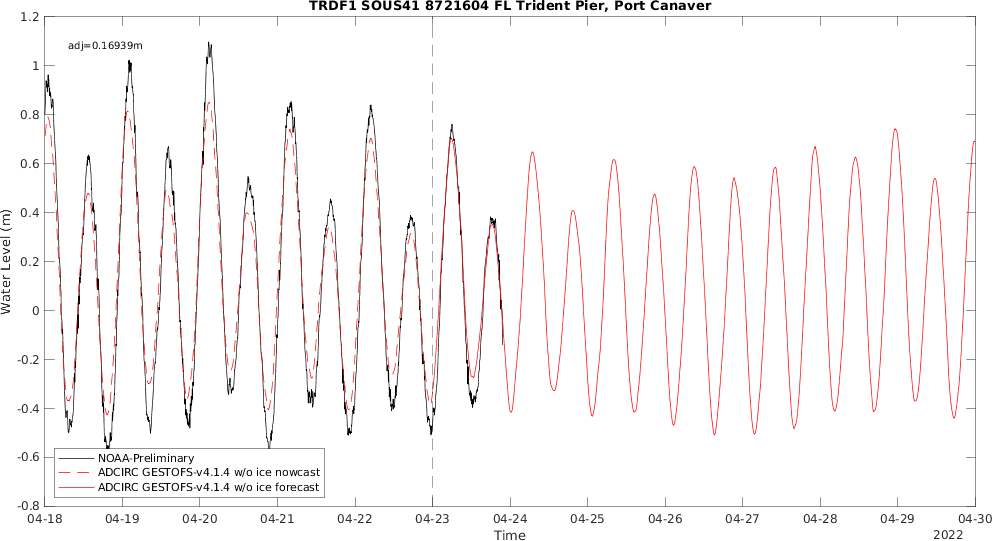 TRDF1 SOUS41 8721604 FL Trident Pier, Port Canaver
adj=0.16939m
1.2
1
0.8
0.6
0.4
0.2
0
-0.2
-0.4
-0.6
-0.8
Water Level (m)
NOAA-Preliminary
ADCIRC GESTOFS-v4.1.4 w/o ice nowcast
ADCIRC GESTOFS-v4.1.4 w/o ice forecast
04-18 04-19 04-20 04-21 04-22 04-23 04-24 04-25 04-26 04-27 04-28 04-29 04-30
Time
2022